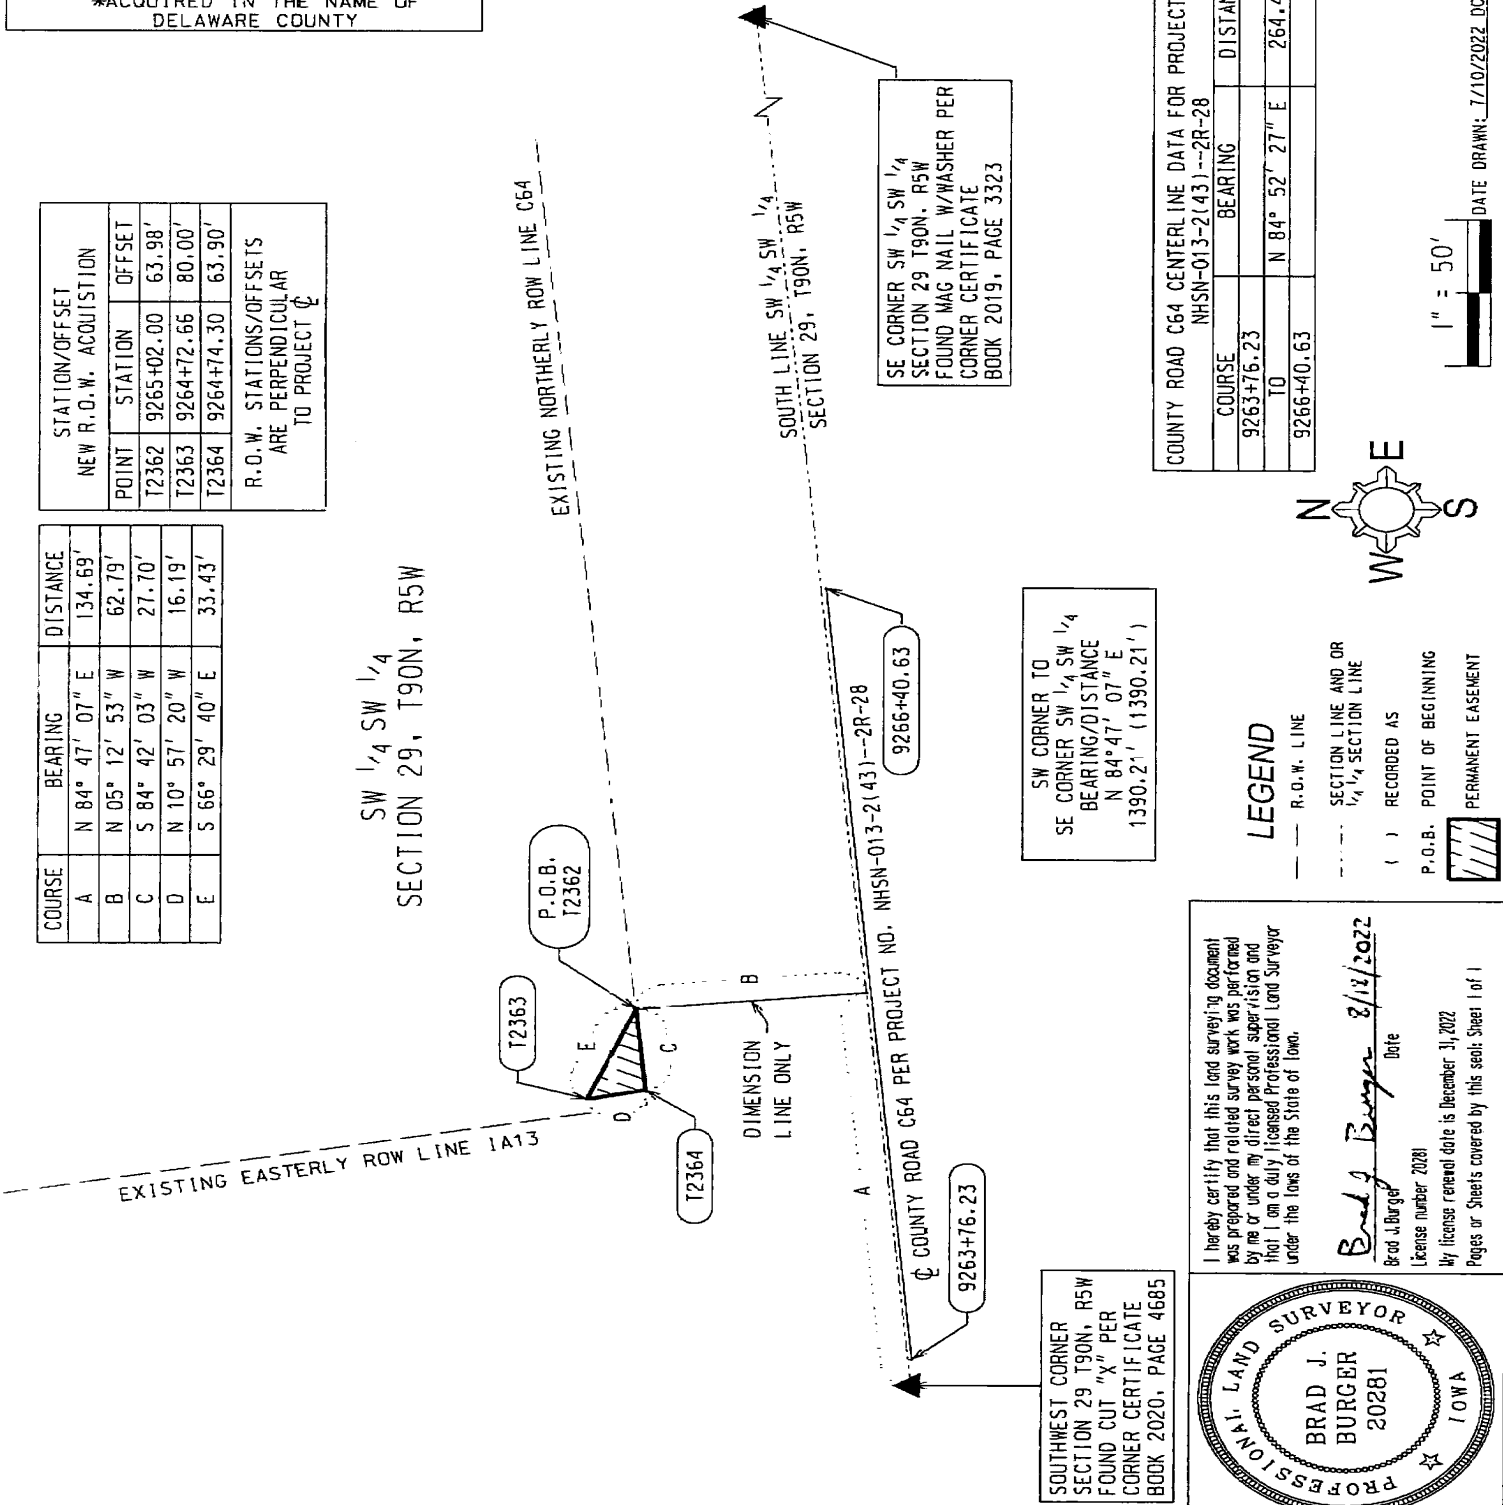 *ACQUIRED IN THE NAME OF
DELAWARE COUNTY
COURSE BEARING DISTANCE
A N 84° 47' 07" E 134.69'
B N 05° 12' 53" W 62.79'
C S 84° 42' 03" W 27.70'
D N 10° 57' 20" W 16.19'
E S 66° 29' 40" E 33.43'
STATION/OFFSET
NEW R.O.W. ACQUISTION
POINT STATION OFFSET
T2362 9265+02.00 63.98'
T2363 9264+72.66 80.00'
T2364 9264+74.30 63.90'
R.O.W. STATIONS/OFFSETS
ARE PERPENDICULAR
TO PROJECT ℄
SW 1/4 SW 1/4
SECTION 29, T90N, R5W
EXISTING EASTERLY ROW LINE IA13
EXISTING NORTHERLY ROW LINE C64
T2363
P.O.B.
T2362
T2364
E
D
C
B
A
DIMENSION
LINE ONLY
SOUTH LINE SW 1/4 SW 1/4
SECTION 29, T90N, R5W
℄ COUNTY ROAD C64 PER PROJECT NO. NHSN-013-2(43)--2R-28
9263+76.23
9266+40.63
SE CORNER SW 1/4 SW 1/4
SECTION 29 T90N, R5W
FOUND MAG NAIL W/WASHER PER
CORNER CERTIFICATE
BOOK 2019, PAGE 3323
SOUTHWEST CORNER
SECTION 29 T90N, R5W
FOUND CUT "X" PER
CORNER CERTIFICATE
BOOK 2020, PAGE 4685
SW CORNER TO
SE CORNER SW 1/4 SW 1/4
BEARING/DISTANCE
N 84°47' 07" E
1390.21' (1390.21')
COUNTY ROAD C64 CENTERLINE DATA FOR PROJECT
NHSN-013-2(43)--2R-28
COURSE BEARING
9263+76.23
TO N 84° 52' 27" E 264.4
9266+40.63
PROFESSIONAL LAND SURVEYOR
BRAD J.
BURGER
20281
IOWA
I hereby certify that this land surveying document
was prepared and related survey work was performed
by me or under my direct personal supervision and
that I am a duly licensed Professional Land Surveyor
under the laws of the State of Iowa.
Brad J Burger 8/12/2022
Brad J.Burger Date
License number 20281
My license renewal date is December 31,2022
Pages or Sheets covered by this seal: Sheet 1 of 1
LEGEND
R.O.W. LINE
SECTION LINE AND OR
1/4 1/4 SECTION LINE
( ) RECORDED AS
P.O.B. POINT OF BEGINNING
PERMANENT EASEMENT
N
W E
S
1" = 50'
DATE DRAWN: 7/10/2022